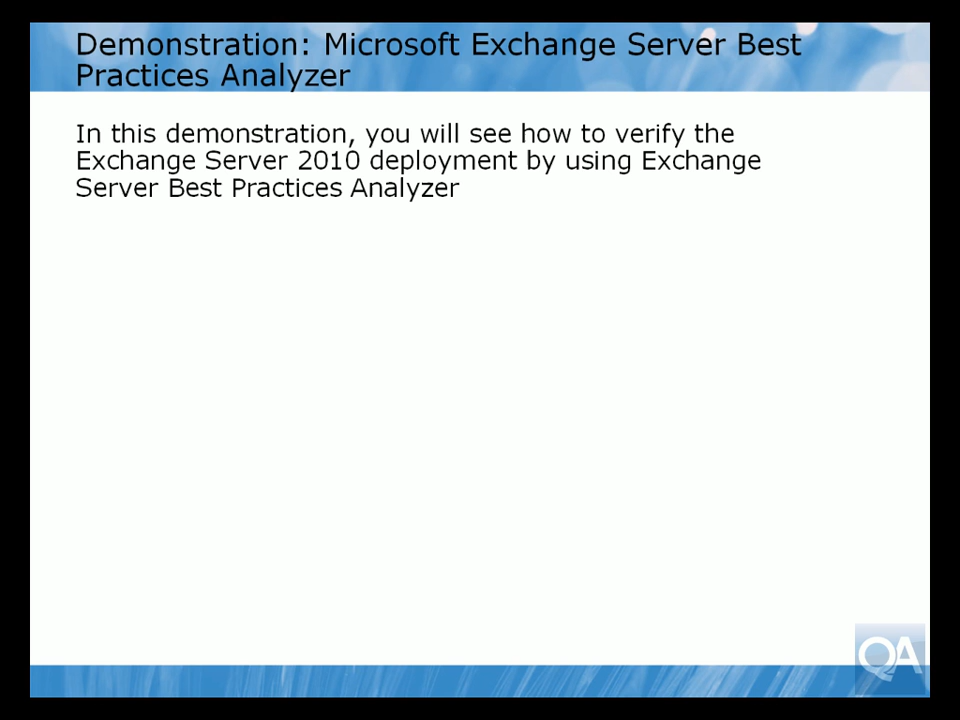 Demonstration: Microsoft Exchange Server Best
Practices Analyzer
In this demonstration, you will see how to verify the
Exchange Server 2010 deployment by using Exchange
Server Best Practices Analyzer
QA